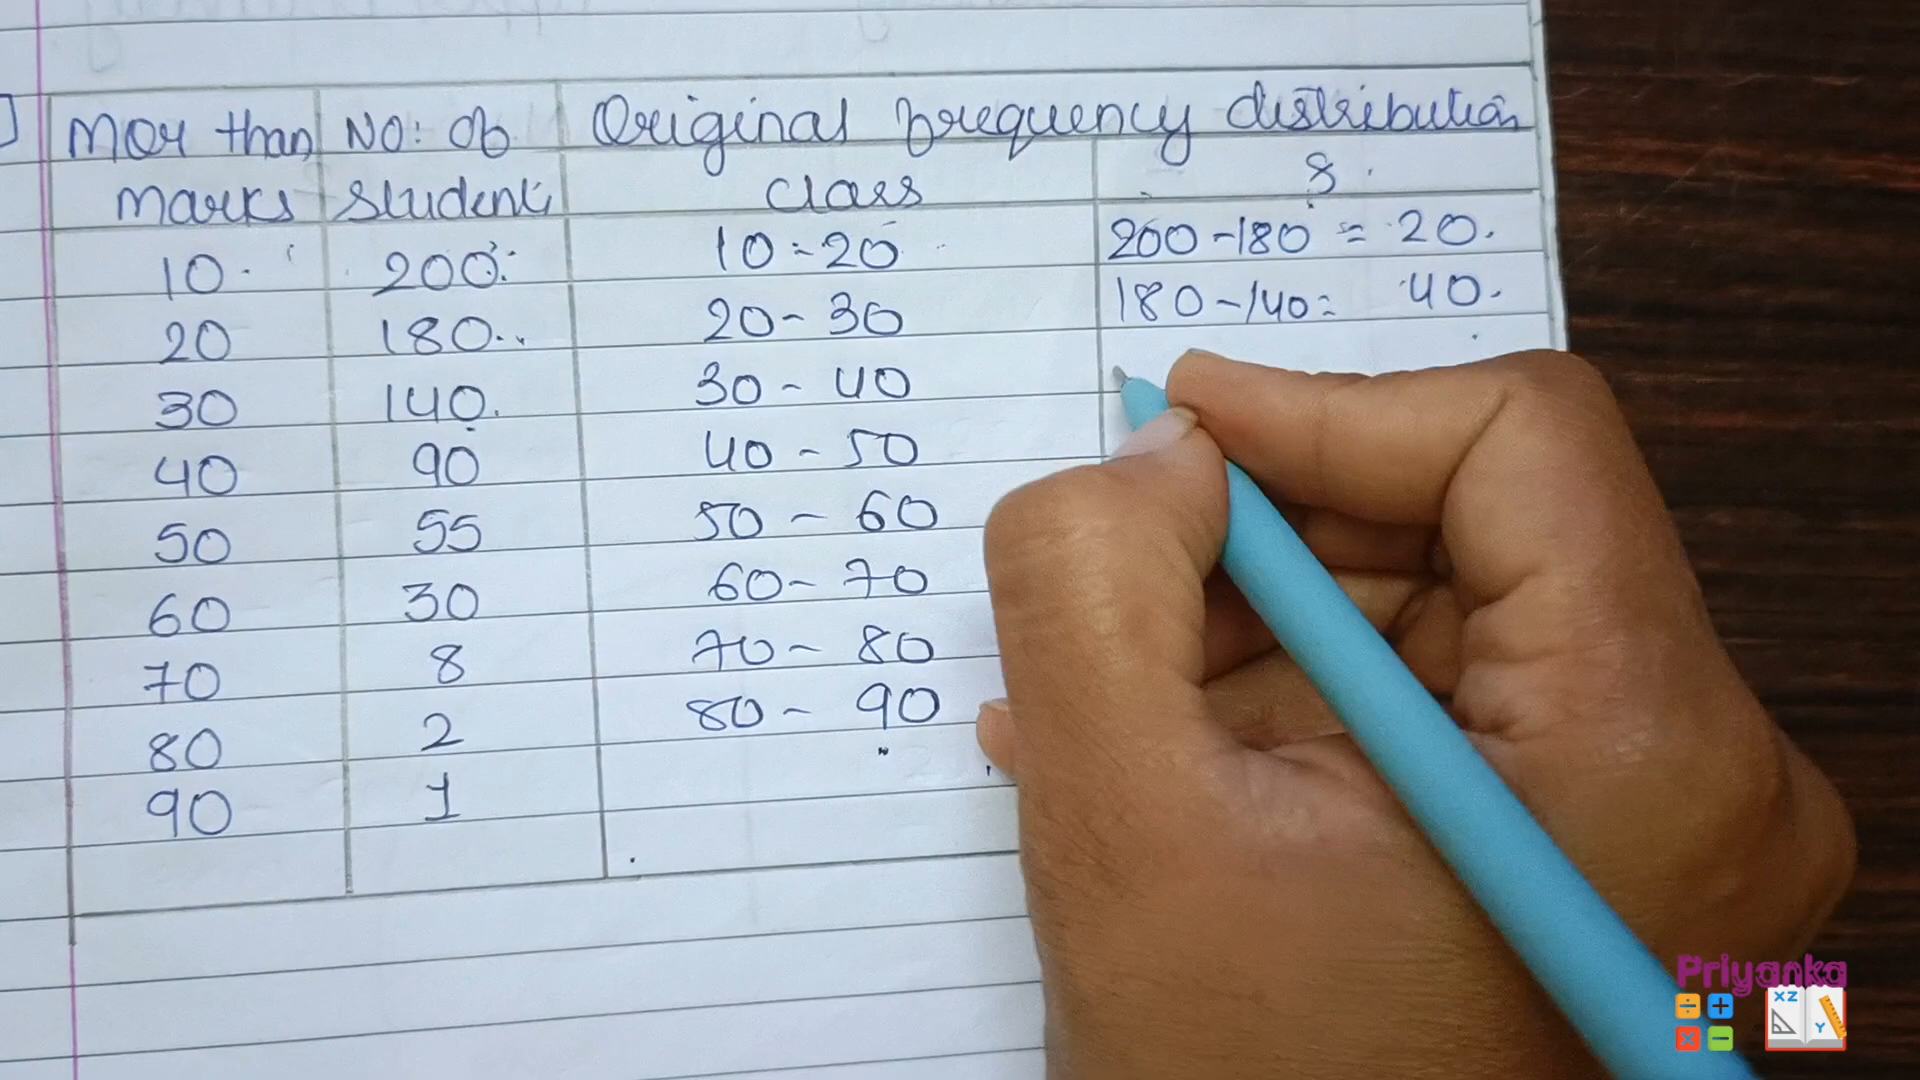 Mor than No: of Original frequency distribution
marks Student, class f
10 200 10-20 200-180 = 20.
20 180 20-30 180-140= 40.
30 140 30-40
40 90 40-50
50 55 50-60
60 30 60-70
70 8 70-80
80 2 80-90
90 1
Priyanka
÷ + XZ
× − Y